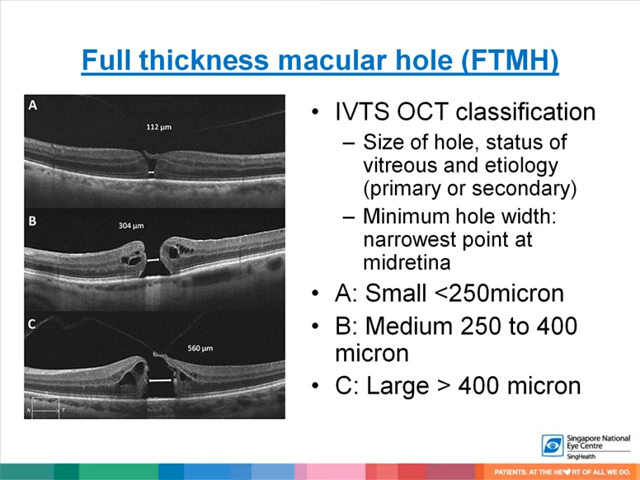 Full thickness macular hole (FTMH)
A
112 µm
B
304 µm
C
560 µm
N
T
• IVTS OCT classification
– Size of hole, status of
vitreous and etiology
(primary or secondary)
– Minimum hole width:
narrowest point at
midretina
• A: Small <250micron
• B: Medium 250 to 400
micron
• C: Large > 400 micron
Singapore National
Eye Centre
SingHealth
PATIENTS. AT THE HE♥RT OF ALL WE DO.